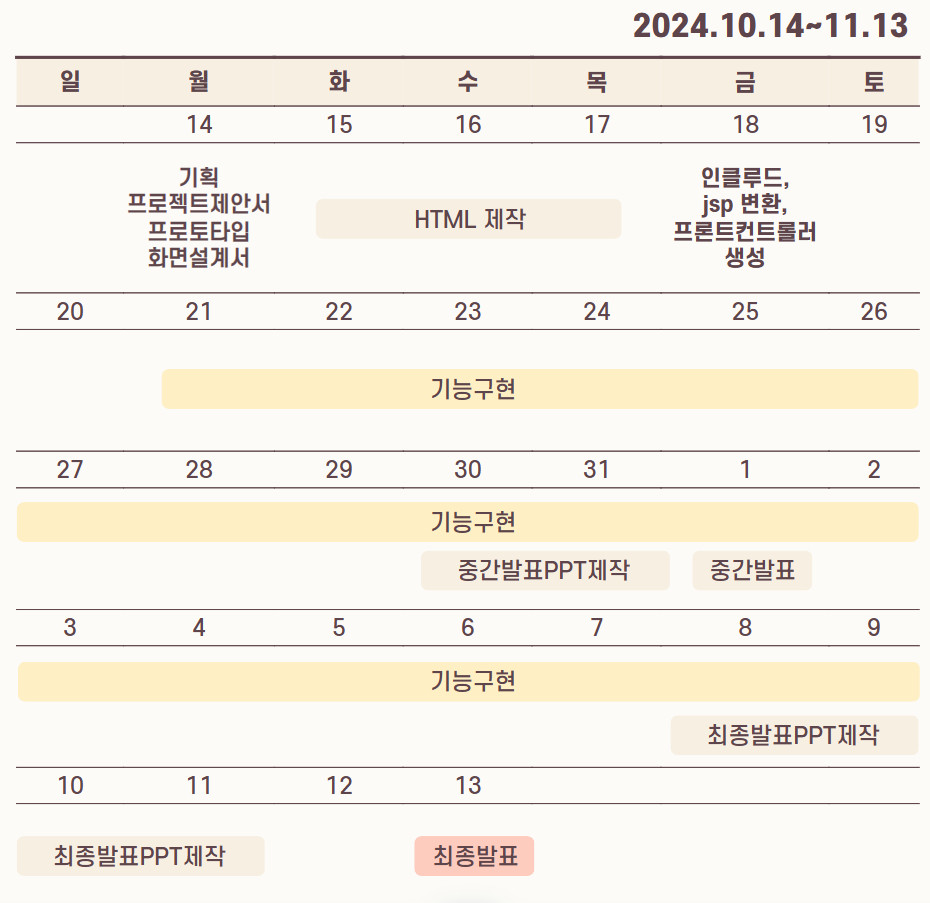 2024.10.14~11.13
일 월 화 수 목 금 토
14 15 16 17 18 19
기획
프로젝트제안서
프로토타입
화면설계서
HTML 제작
인클루드,
jsp 변환,
프론트컨트롤러
생성
20 21 22 23 24 25 26
기능구현
27 28 29 30 31 1 2
기능구현
중간발표PPT제작 중간발표
3 4 5 6 7 8 9
기능구현
최종발표PPT제작
10 11 12 13
최종발표PPT제작 최종발표